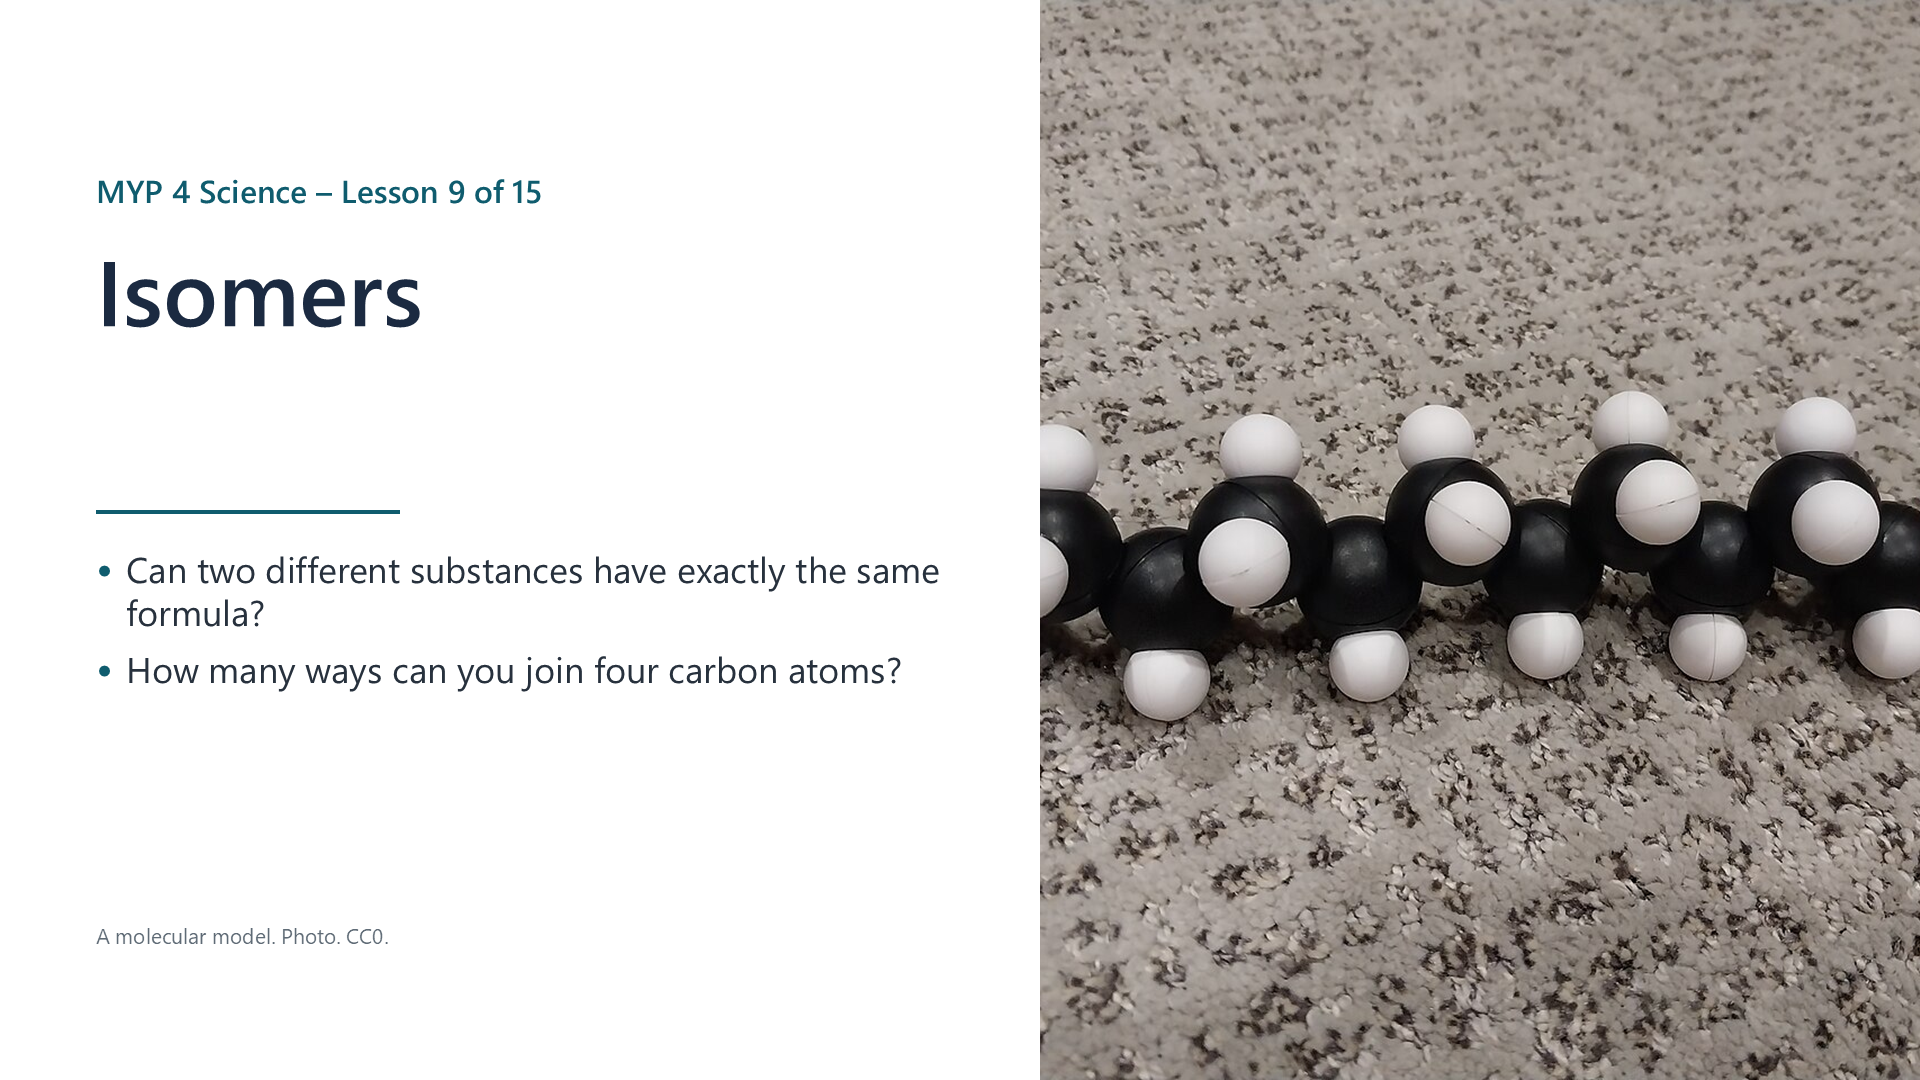 MYP 4 Science – Lesson 9 of 15
Isomers
• Can two different substances have exactly the same
formula?
• How many ways can you join four carbon atoms?
A molecular model. Photo. CC0.